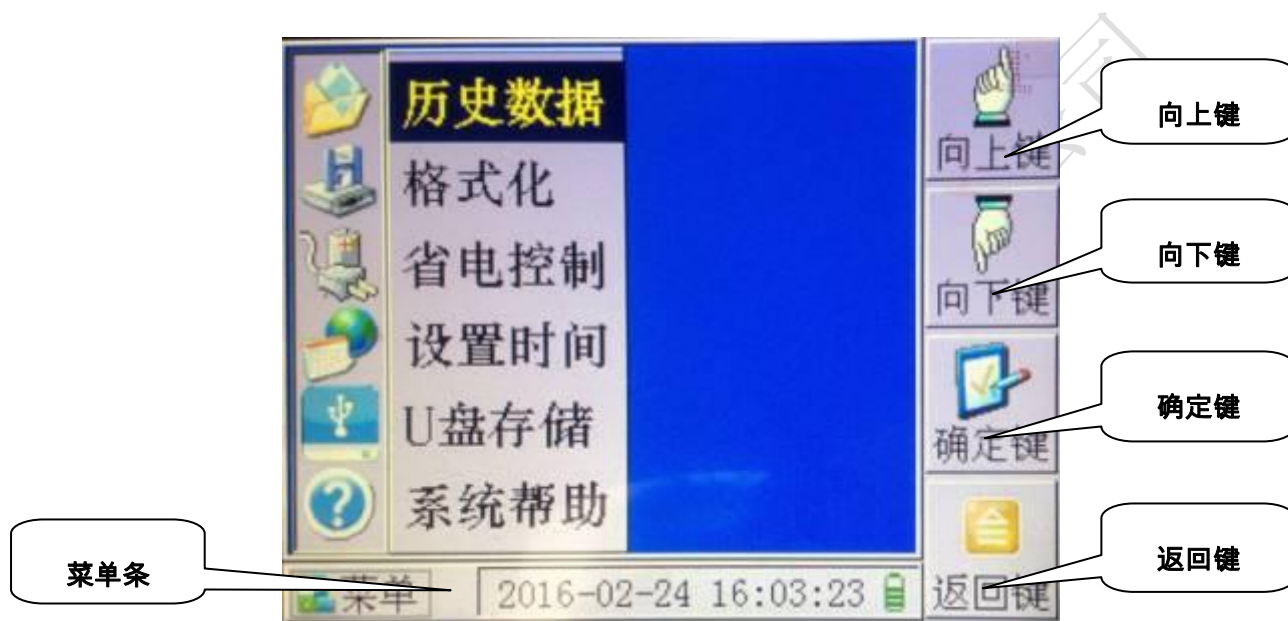 历史数据
格式化
省电控制
设置时间
U盘存储
系统帮助
向上键
向下键
确定键
返回键
菜单
2016-02-24 16:03:23
向上键
向下键
确定键
返回键
菜单条